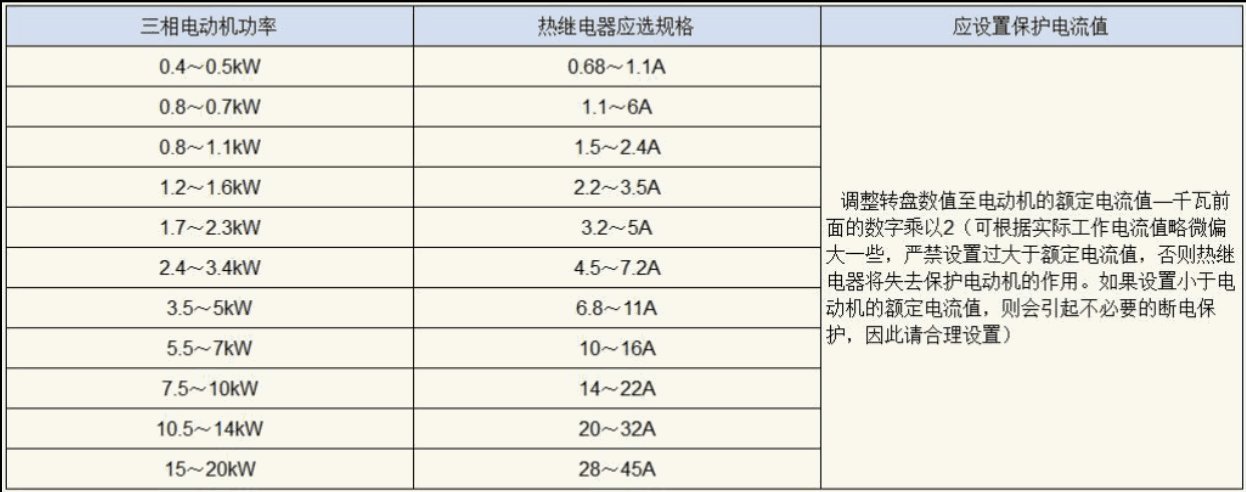 三相电动机功率 热继电器应选规格 应设置保护电流值
0.4～0.5kW 0.68～1.1A
0.8～0.7kW 1.1～6A
0.8～1.1kW 1.5～2.4A
1.2～1.6kW 2.2～3.5A
1.7～2.3kW 3.2～5A
2.4～3.4kW 4.5～7.2A
3.5～5kW 6.8～11A
5.5～7kW 10～16A
7.5～10kW 14～22A
10.5～14kW 20～32A
15～20kW 28～45A
调整转盘数值至电动机的额定电流值—千瓦前
面的数字乘以2（可根据实际工作电流值略微偏
大一些，严禁设置过大于额定电流值，否则热继
电器将失去保护电动机的作用。如果设置小于电
动机的额定电流值，则会引起不必要的断电保
护，因此请合理设置）